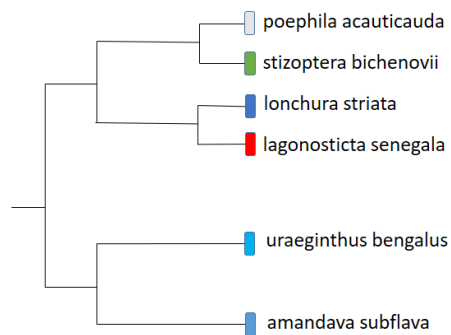 poephila acauticauda
stizoptera bichenovii
lonchura striata
lagonosticta senegala
uraeginthus bengalus
amandava subflava